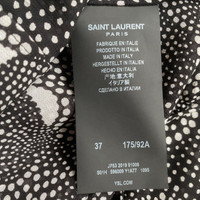 SAINT LAURENT
PARIS
FABRIQUÉ EN ITALIE
PRODOTTO IN ITALIA
MADE IN ITALY
HERGESTELLT IN ITALIEN
HECHO EN ITALIA
产地 意大利
イタリア製
СДЕЛАНО В ИТАЛИИ
37 175/92A
YSL.COM